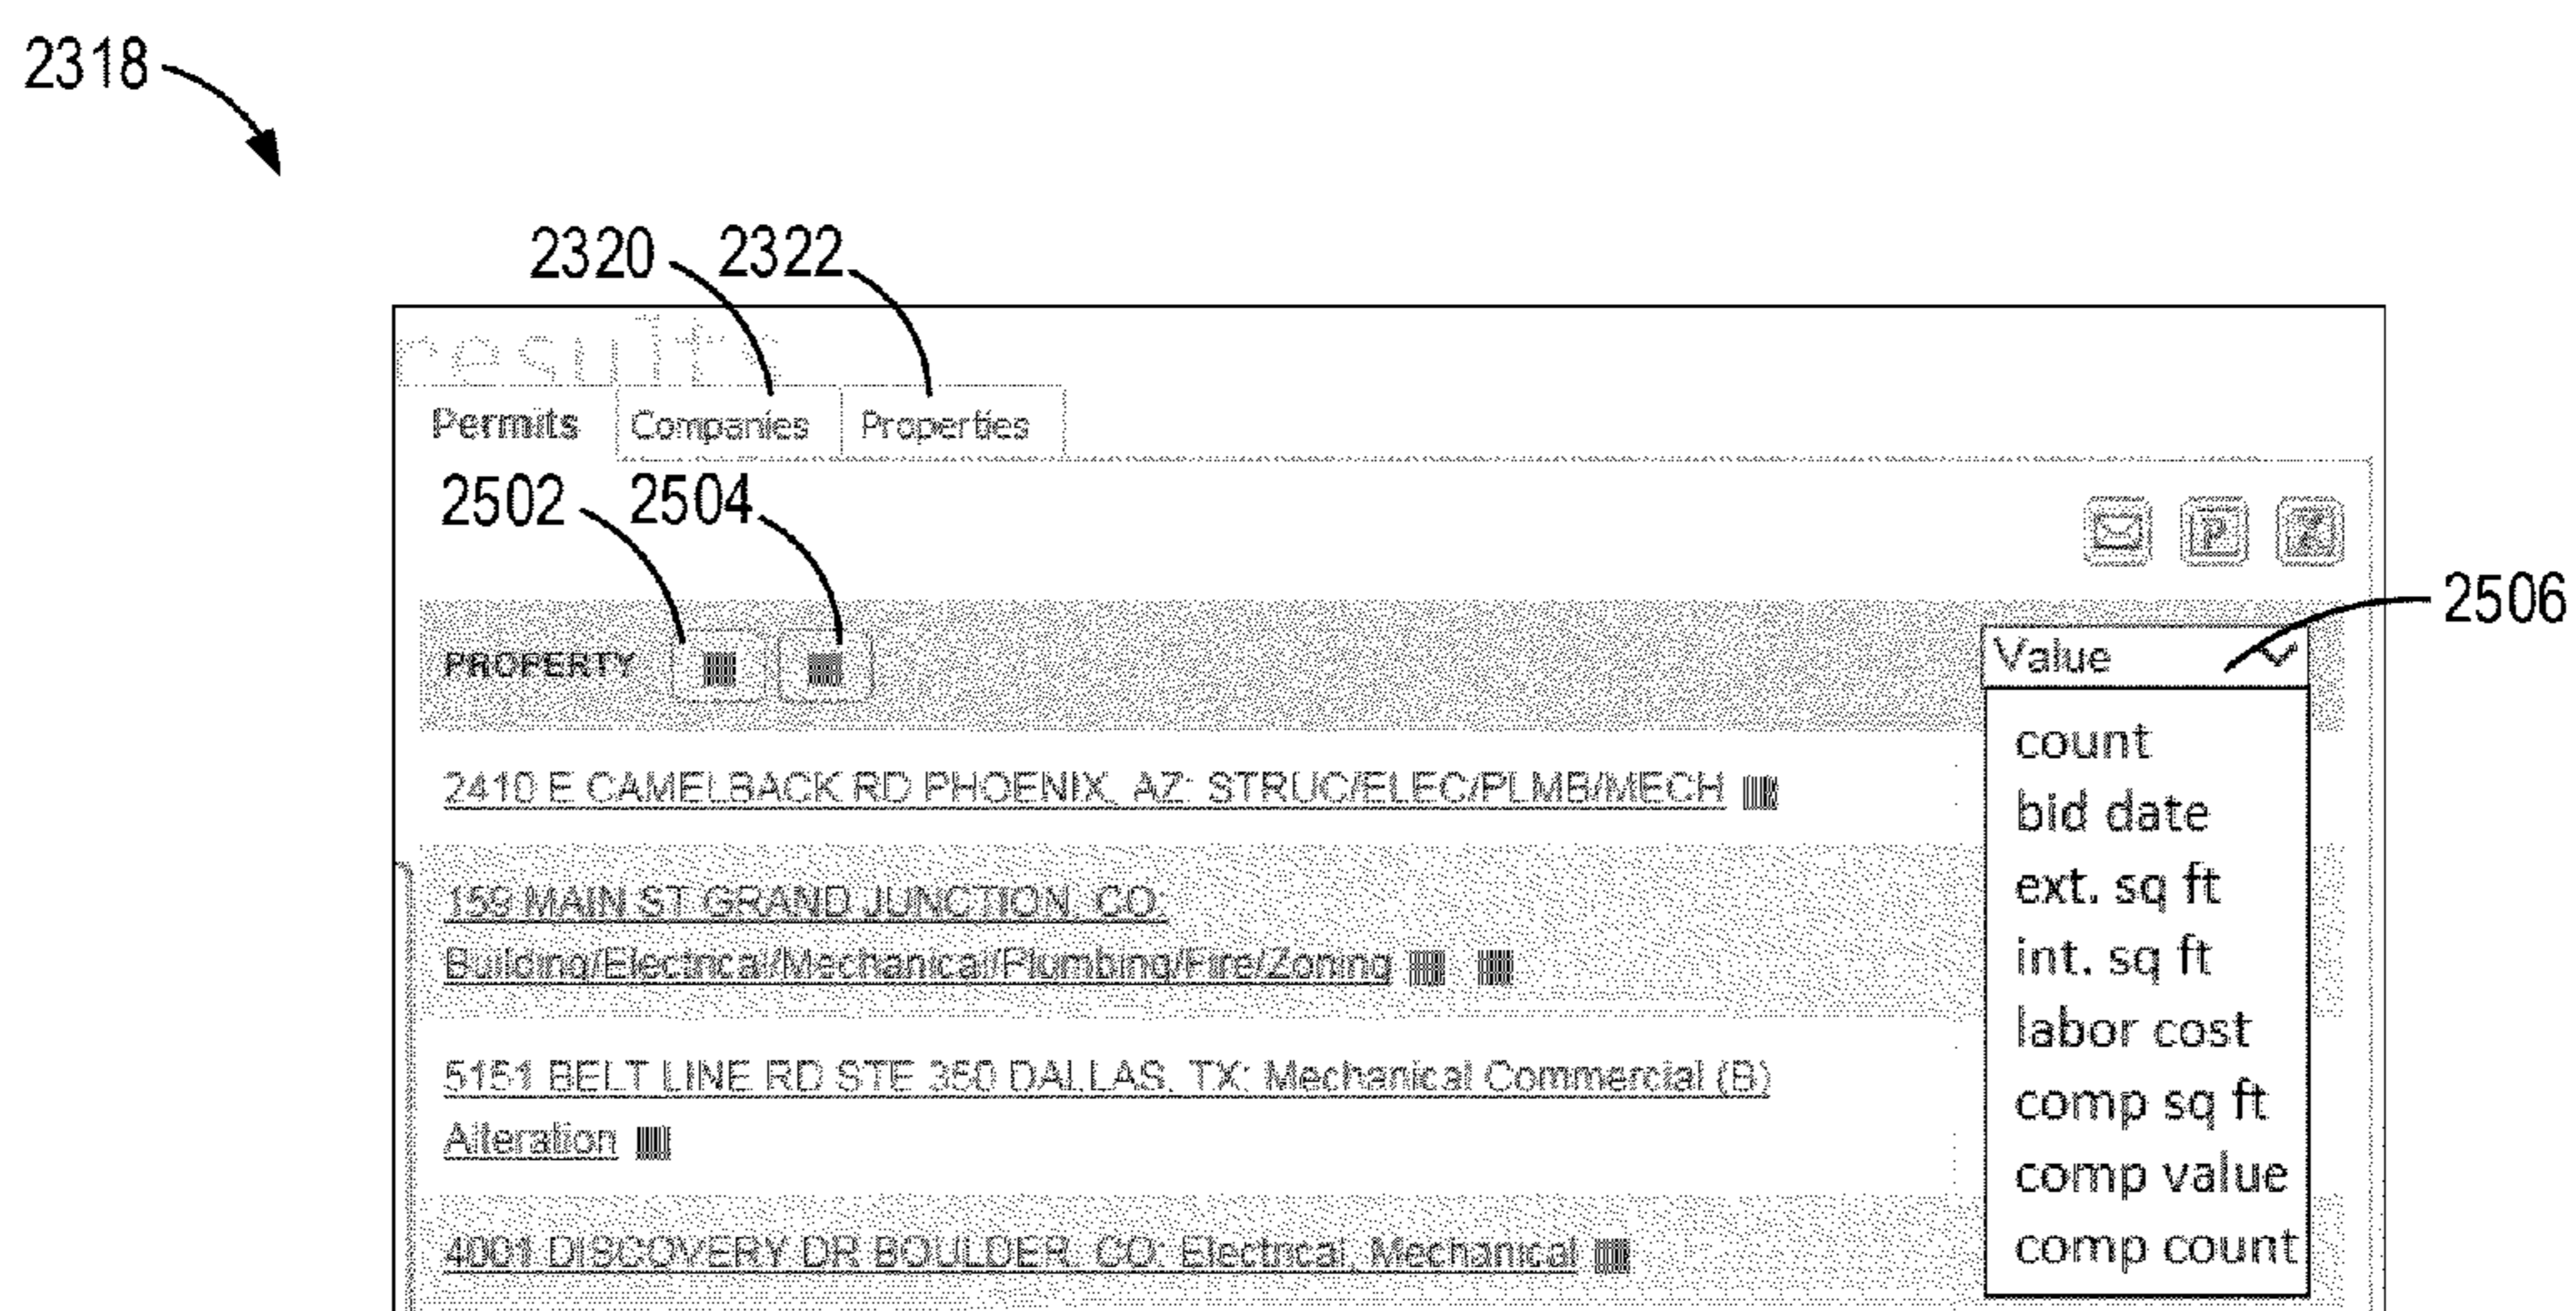 2318
2320 2322
results
Permits Companies Properties
2502 2504
P
2506
PROPERTY Value
count
2410 E CAMELBACK RD PHOENIX, AZ: STRUC/ELEC/PLMB/MECH
bid date
159 MAIN ST GRAND JUNCTION, CO:
ext. sq ft
Building/Electrical/Mechanical/Plumbing/Fire/Zoning
int. sq ft
labor cost
5151 BELT LINE RD STE 350 DALLAS, TX: Mechanical Commercial (B)
comp sq ft
Alteration
comp value
4001 DISCOVERY DR BOULDER, CO: Electrical, Mechanical
comp count